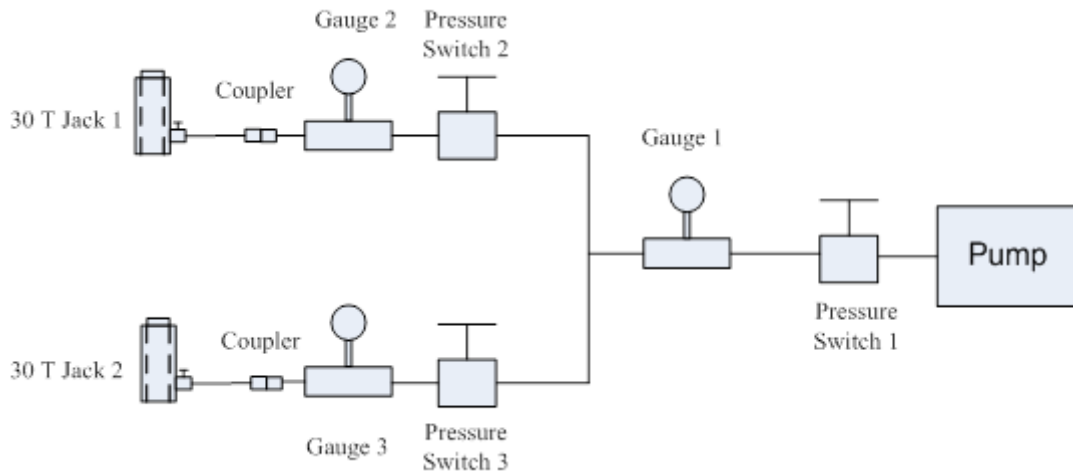 Gauge 2
Pressure
Switch 2
Coupler
30 T Jack 1
Gauge 1
Pump
Pressure
Switch 1
Coupler
30 T Jack 2
Gauge 3
Pressure
Switch 3